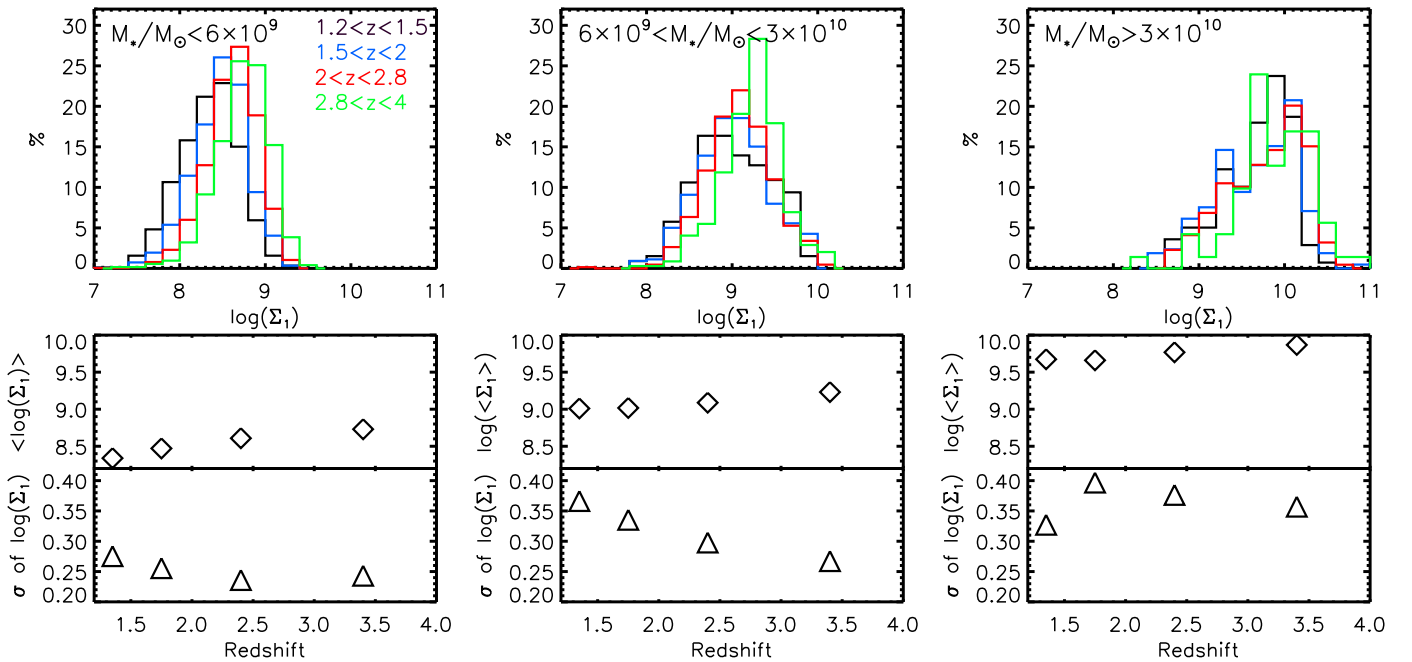 M*/M⊙<6×10⁹
1.2<z<1.5
1.5<z<2
2<z<2.8
2.8<z<4
%
30
25
20
15
10
5
0
7 8 9 10 11
log(Σ₁)
6×10⁹<M*/M⊙<3×10¹⁰
%
30
25
20
15
10
5
0
7 8 9 10 11
log(Σ₁)
M*/M⊙>3×10¹⁰
%
30
25
20
15
10
5
0
7 8 9 10 11
log(Σ₁)
<log(Σ₁)>
10.0
9.5
9.0
8.5
σ of log(Σ₁)
0.40
0.35
0.30
0.25
0.20
1.5 2.0 2.5 3.0 3.5 4.0
Redshift
log(<Σ₁>)
10.0
9.5
9.0
8.5
σ of log(Σ₁)
0.40
0.35
0.30
0.25
0.20
1.5 2.0 2.5 3.0 3.5 4.0
Redshift
log(<Σ₁>)
10.0
9.5
9.0
8.5
σ of log(Σ₁)
0.40
0.35
0.30
0.25
0.20
1.5 2.0 2.5 3.0 3.5 4.0
Redshift